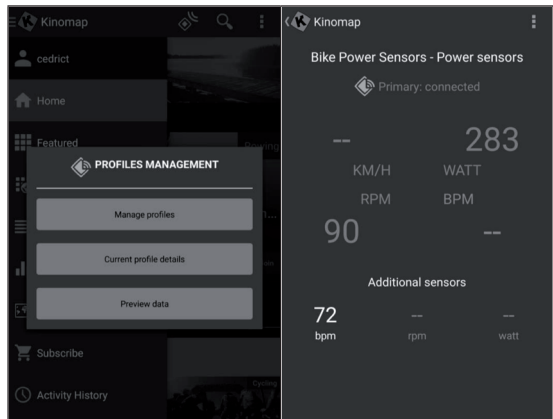 Kinomap
cedrict
Home
Featured
Rowing
PROFILES MANAGEMENT
Manage profiles
Current profile details
Preview data
Subscribe
Activity History
Cycling
Kinomap
Bike Power Sensors - Power sensors
Primary: connected
-- 283
KM/H WATT
RPM BPM
90 --
Additional sensors
72 -- --
bpm rpm watt